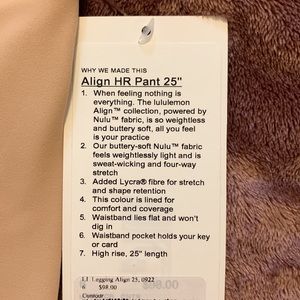 WHY WE MADE THIS
Align HR Pant 25"
1. When feeling nothing is
everything. The lululemon
Align™ collection, powered by
Nulu™ fabric, is so weightless
and buttery soft, all you feel
is your practice
2. Our buttery-soft Nulu™ fabric
feels weightlessly light and is
sweat-wicking and four-way
stretch
3. Added Lycra® fibre for stretch
and shape retention
4. This colour is lined for
comfort and coverage
5. Waistband lies flat and won't
dig in
6. Waistband pocket holds your key
or card
7. High rise, 25" length
LL Legging Align 25, 0922
6 $98.00
Contour